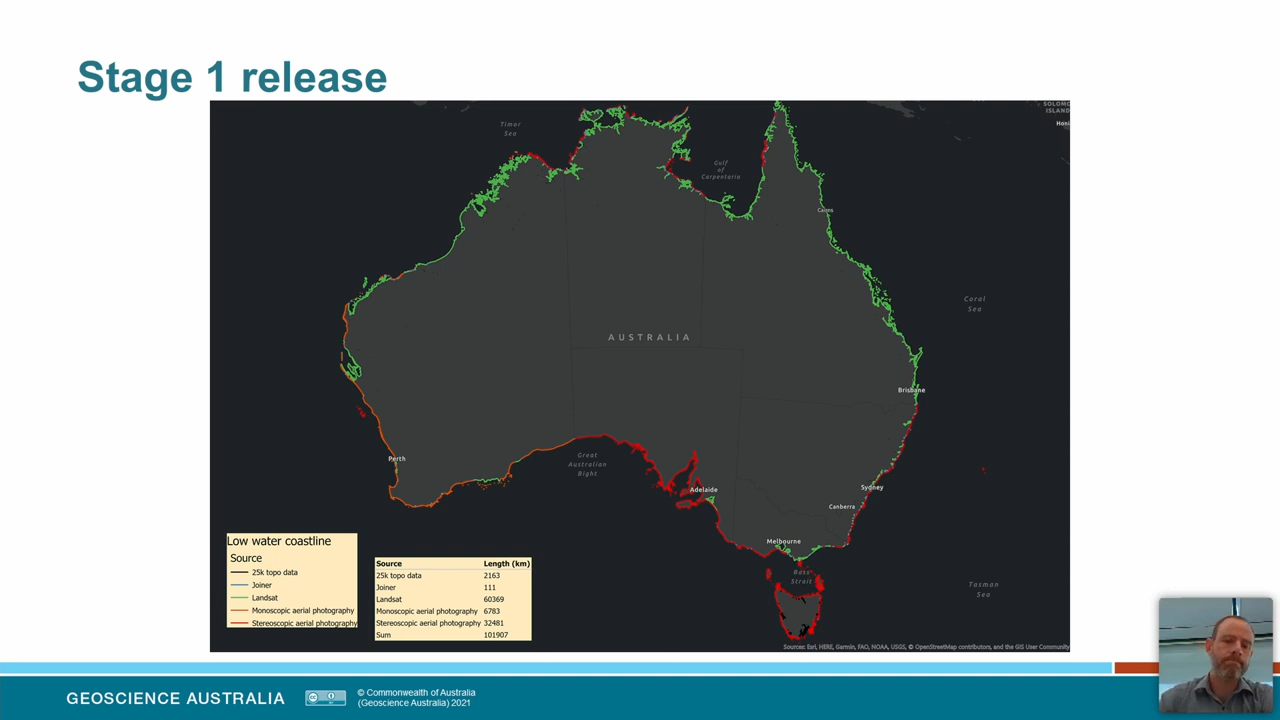 Stage 1 release
SOLOMO
ISLAND
Honi
Timor
Sea
Gulf
of
Carpentaria
Cairns
Coral
Sea
AUSTRALIA
Brisbane
Perth
Great
Australian
Bight
Adelaide
Sydney
Canberra
Melbourne
Bass
Strait
Tasman
Sea
Low water coastline
Source
25k topo data
Joiner
Landsat
Monoscopic aerial photography
Stereoscopic aerial photography
Source Length (km)
25k topo data 2163
Joiner 111
Landsat 60369
Monoscopic aerial photography 6783
Stereoscopic aerial photography 32481
Sum 101907
Sources: Esri, HERE, Garmin, FAO, NOAA, USGS, © OpenStreetMap contributors, and the GIS User Community
GEOSCIENCE AUSTRALIA
© Commonwealth of Australia
(Geoscience Australia) 2021